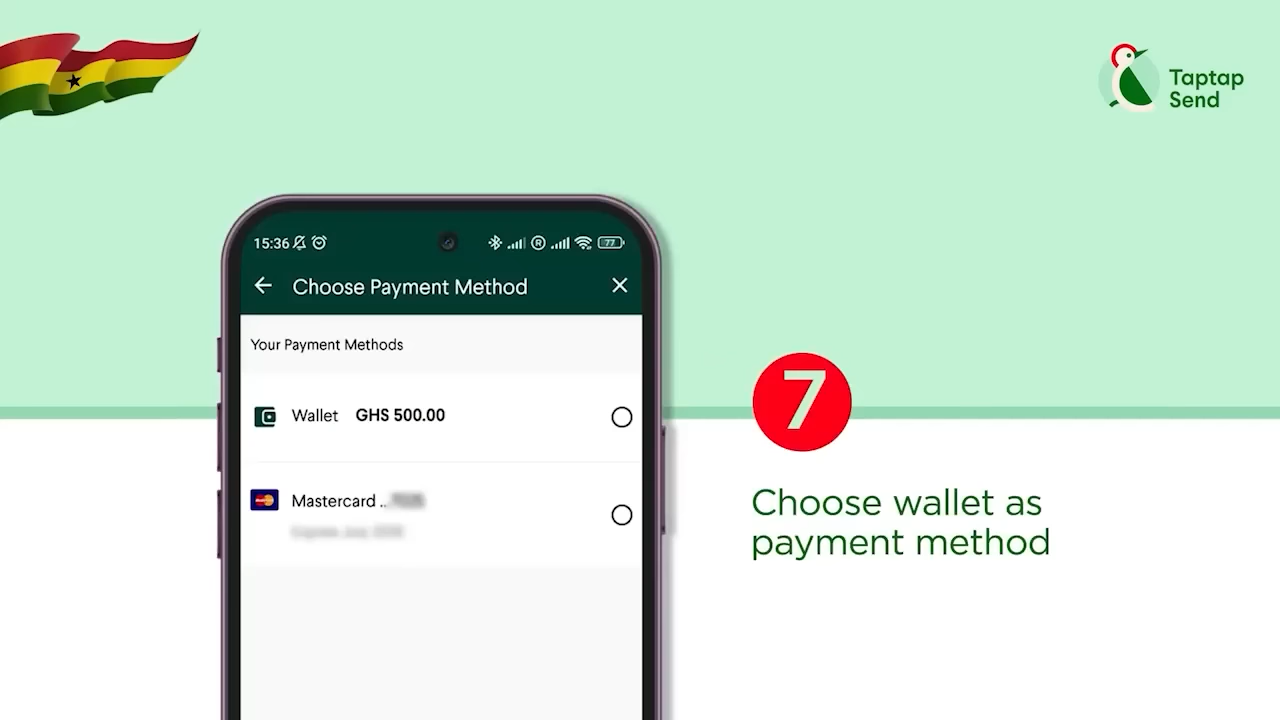 Taptap
Send
15:36
R
77
Choose Payment Method
Your Payment Methods
Wallet GHS 500.00
Mastercard ..
7
Choose wallet as
payment method